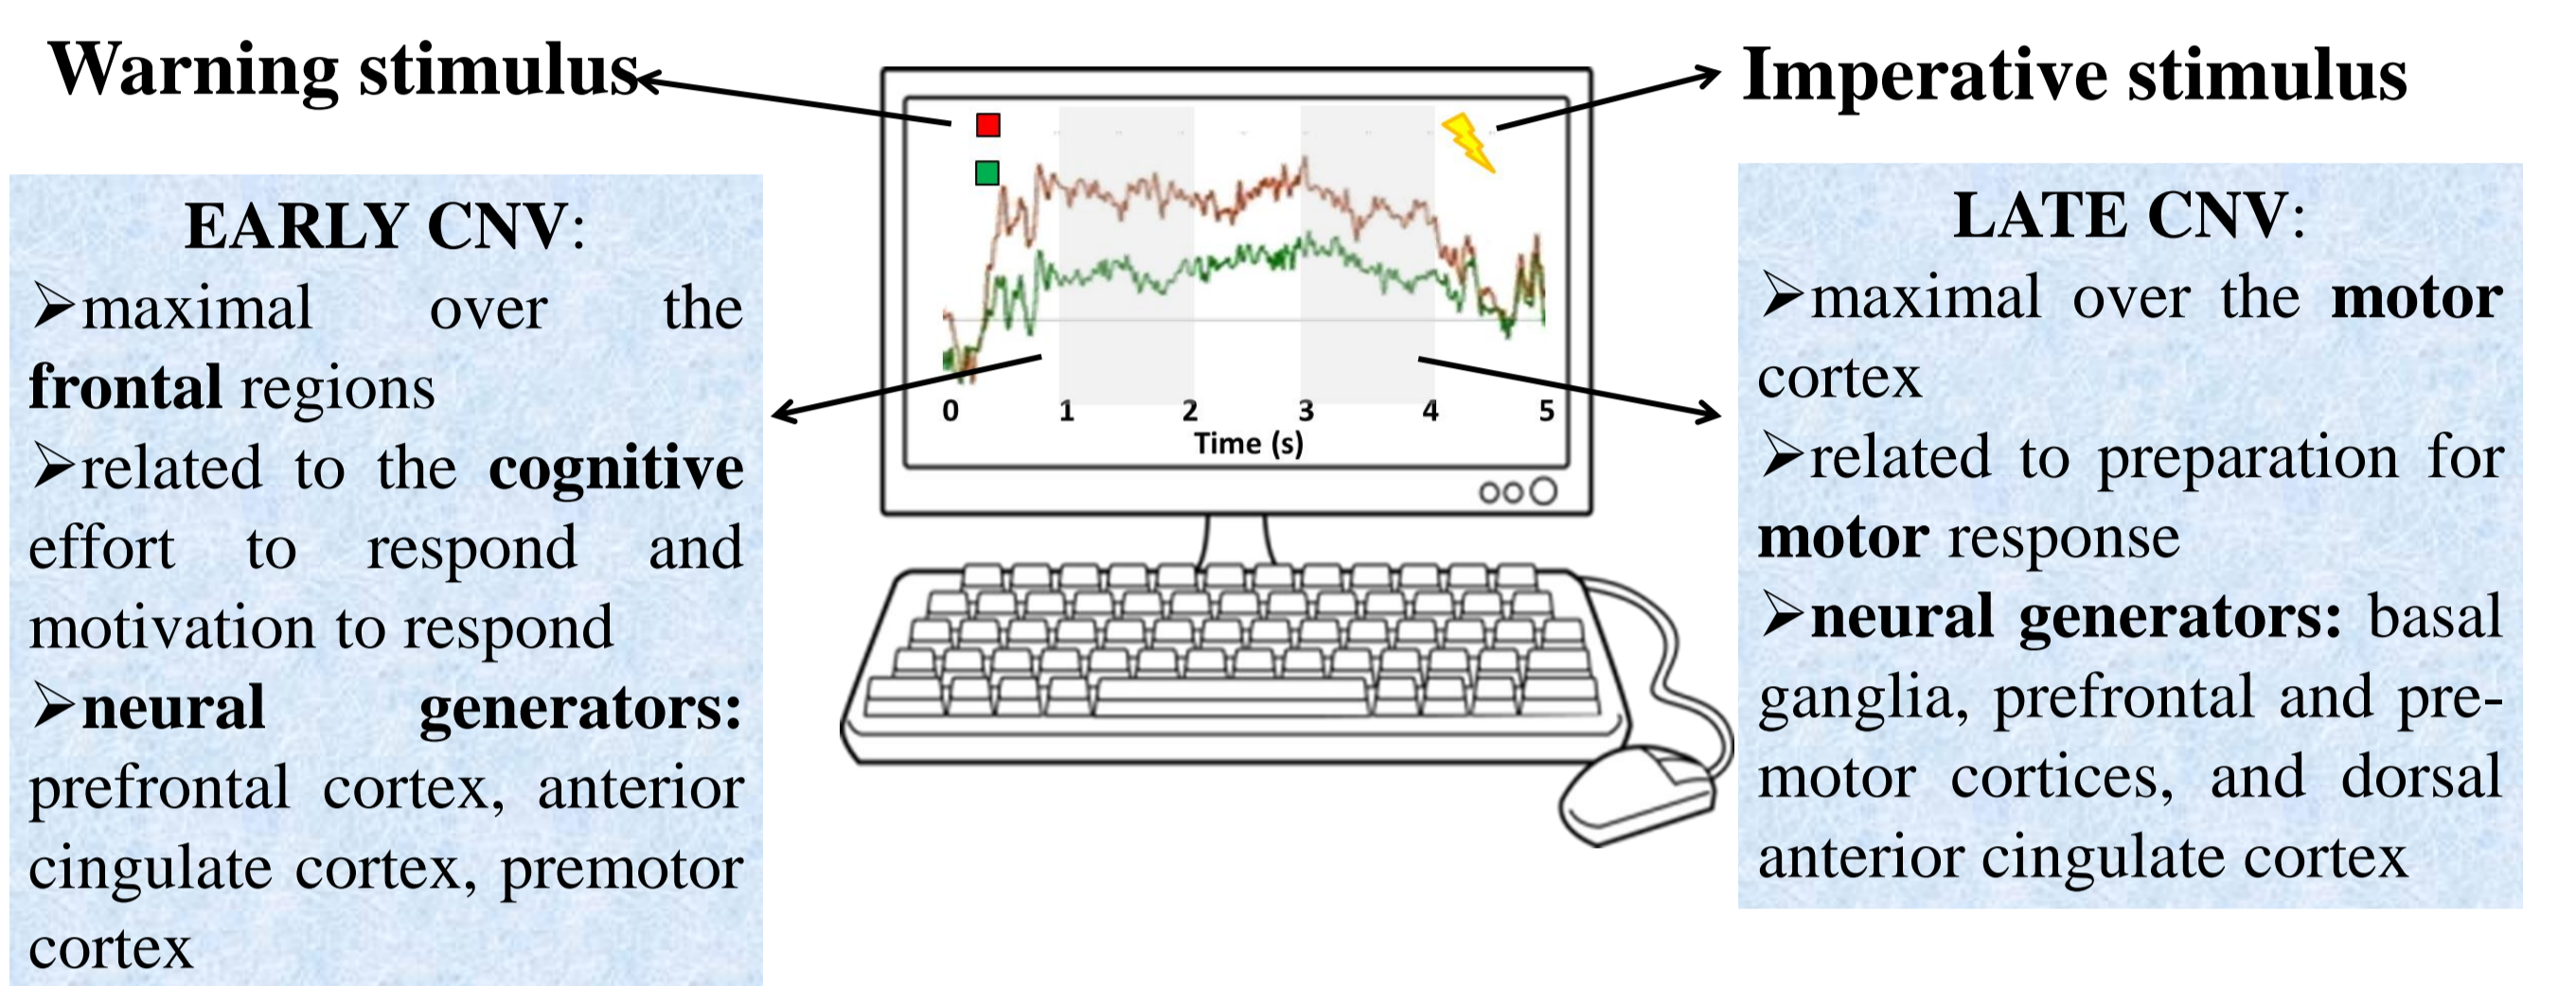 Warning stimulus
Imperative stimulus
EARLY CNV:
➢maximal over the
frontal regions
➢related to the cognitive
effort to respond and
motivation to respond
➢neural generators:
prefrontal cortex, anterior
cingulate cortex, premotor
cortex
0 1 2 3 4 5
Time (s)
LATE CNV:
➢maximal over the motor
cortex
➢related to preparation for
motor response
➢neural generators: basal
ganglia, prefrontal and pre-
motor cortices, and dorsal
anterior cingulate cortex